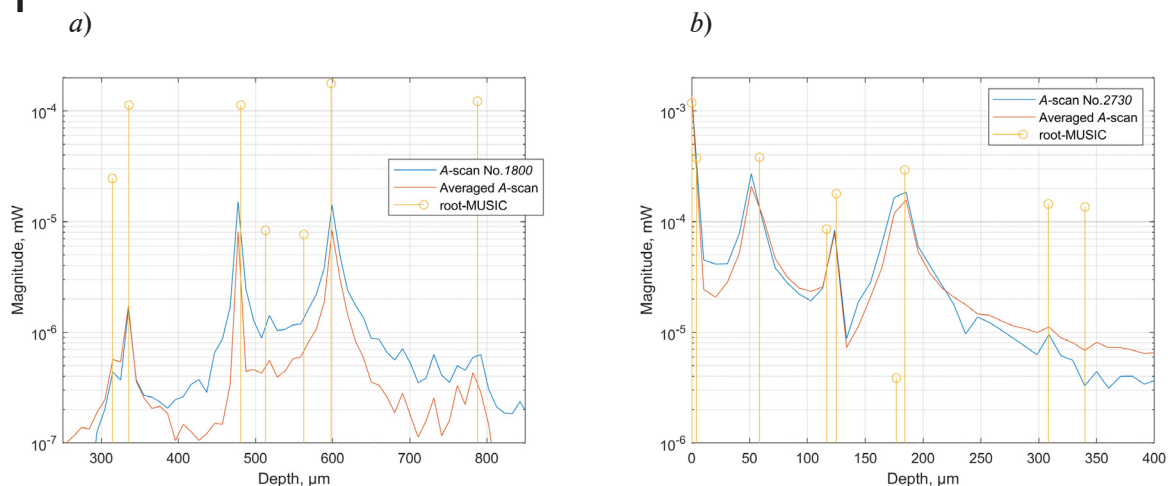 a)
b)
10^-4
10^-5
10^-6
10^-7
Magnitude, mW
300 400 500 600 700 800
Depth, µm
A-scan No.1800
Averaged A-scan
root-MUSIC
10^-3
10^-4
10^-5
10^-6
Magnitude, mW
0 50 100 150 200 250 300 350 400
Depth, µm
A-scan No.2730
Averaged A-scan
root-MUSIC